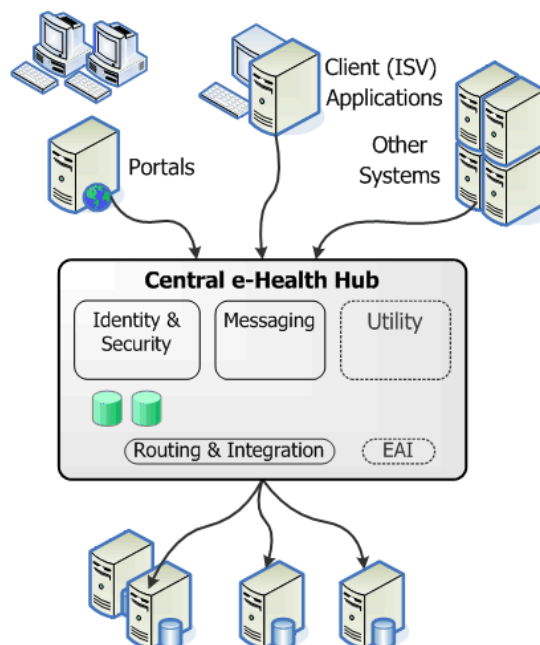 Client (ISV)
Applications
Portals
Other
Systems
Central e-Health Hub
Identity &
Security
Messaging
Utility
Routing & Integration
EAI